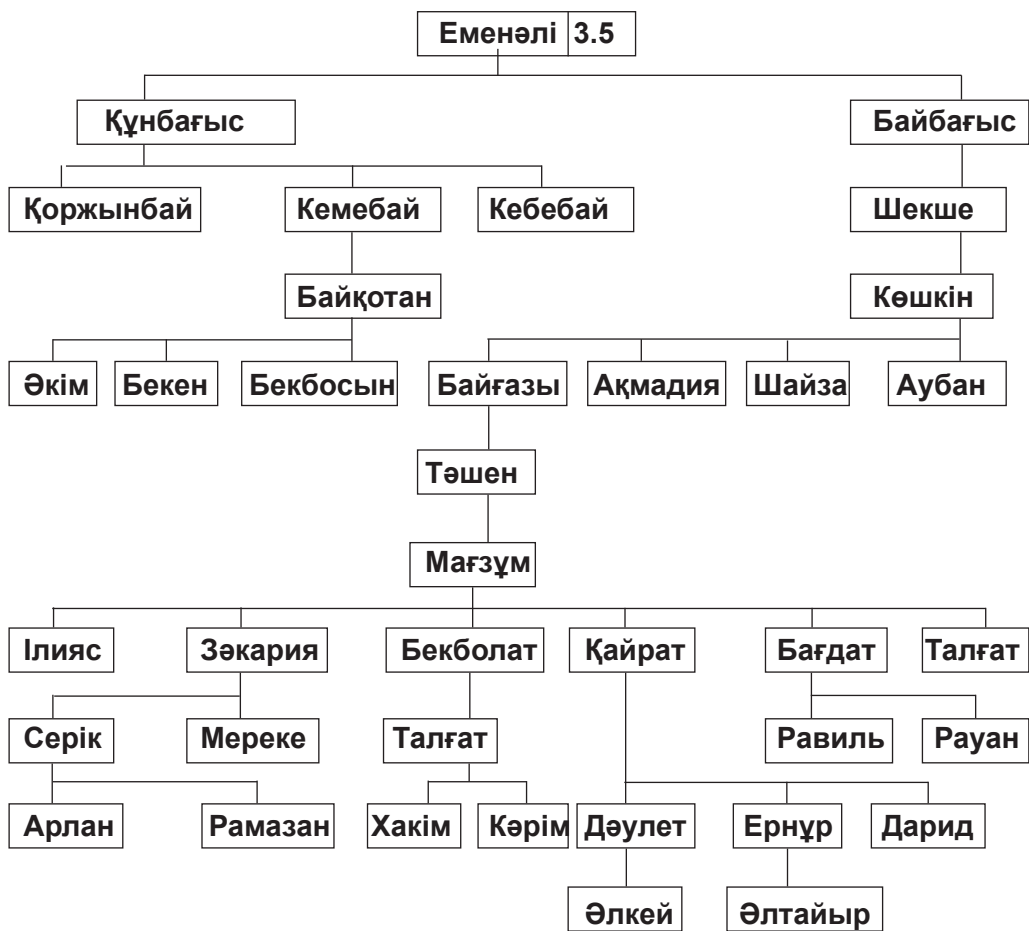 Еменәлі 3.5
Құнбағыс Байбағыс
Қоржынбай Кемебай Кебебай Шекше
Байқотан Көшкін
Әкім Бекен Бекбосын Байғазы Ақмадия Шайза Аубан
Тәшен
Мағзұм
Ілияс Зәкария Бекболат Қайрат Бағдат Талғат
Серік Мереке Талғат Равиль Рауан
Арлан Рамазан Хакім Кәрім Дәулет Ернұр Дарид
Әлкей Әлтайыр